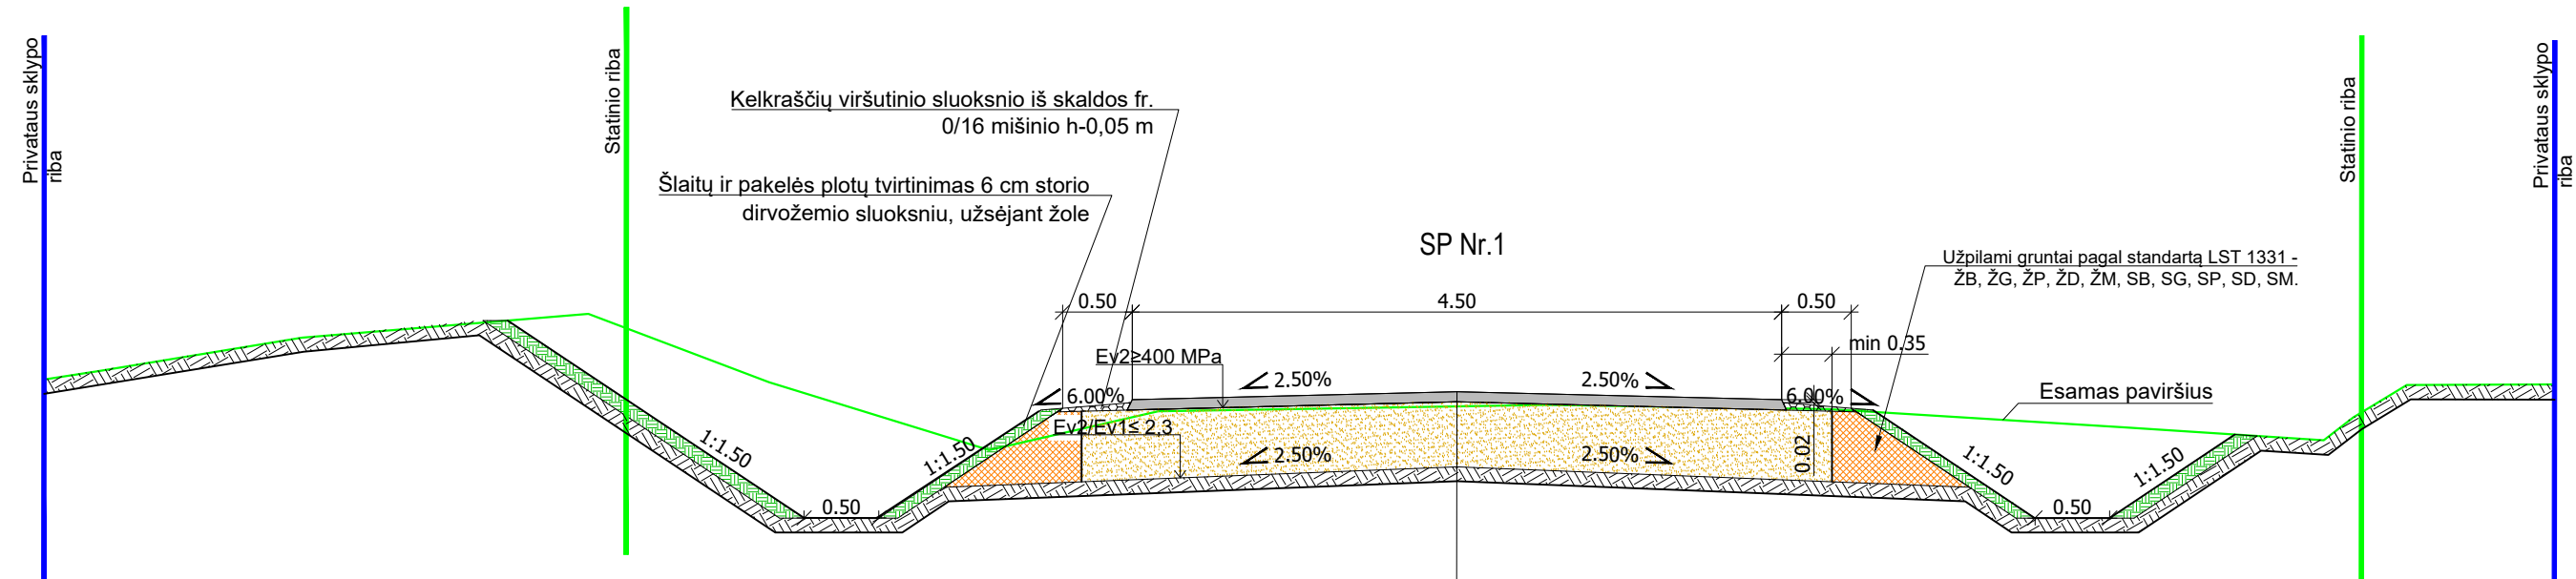 Privataus sklypo
riba
Statinio riba
Kelkraščių viršutinio sluoksnio iš skaldos fr.
0/16 mišinio h-0,05 m
Šlaitų ir pakelės plotų tvirtinimas 6 cm storio
dirvožemio sluoksniu, užsėjant žole
SP Nr.1
Užpilami gruntai pagal standartą LST 1331 -
ŽB, ŽG, ŽP, ŽD, ŽM, SB, SG, SP, SD, SM.
Statinio riba
Privataus sklypo
riba
0.50
4.50
0.50
min 0.35
Ev2≥400 MPa
2.50%
2.50%
6.00%
6.00%
Esamas paviršius
Ev2/Ev1≤ 2,3
2.50%
2.50%
0.02
1:1.50
1:1.50
1:1.50
1:1.50
0.50
0.50